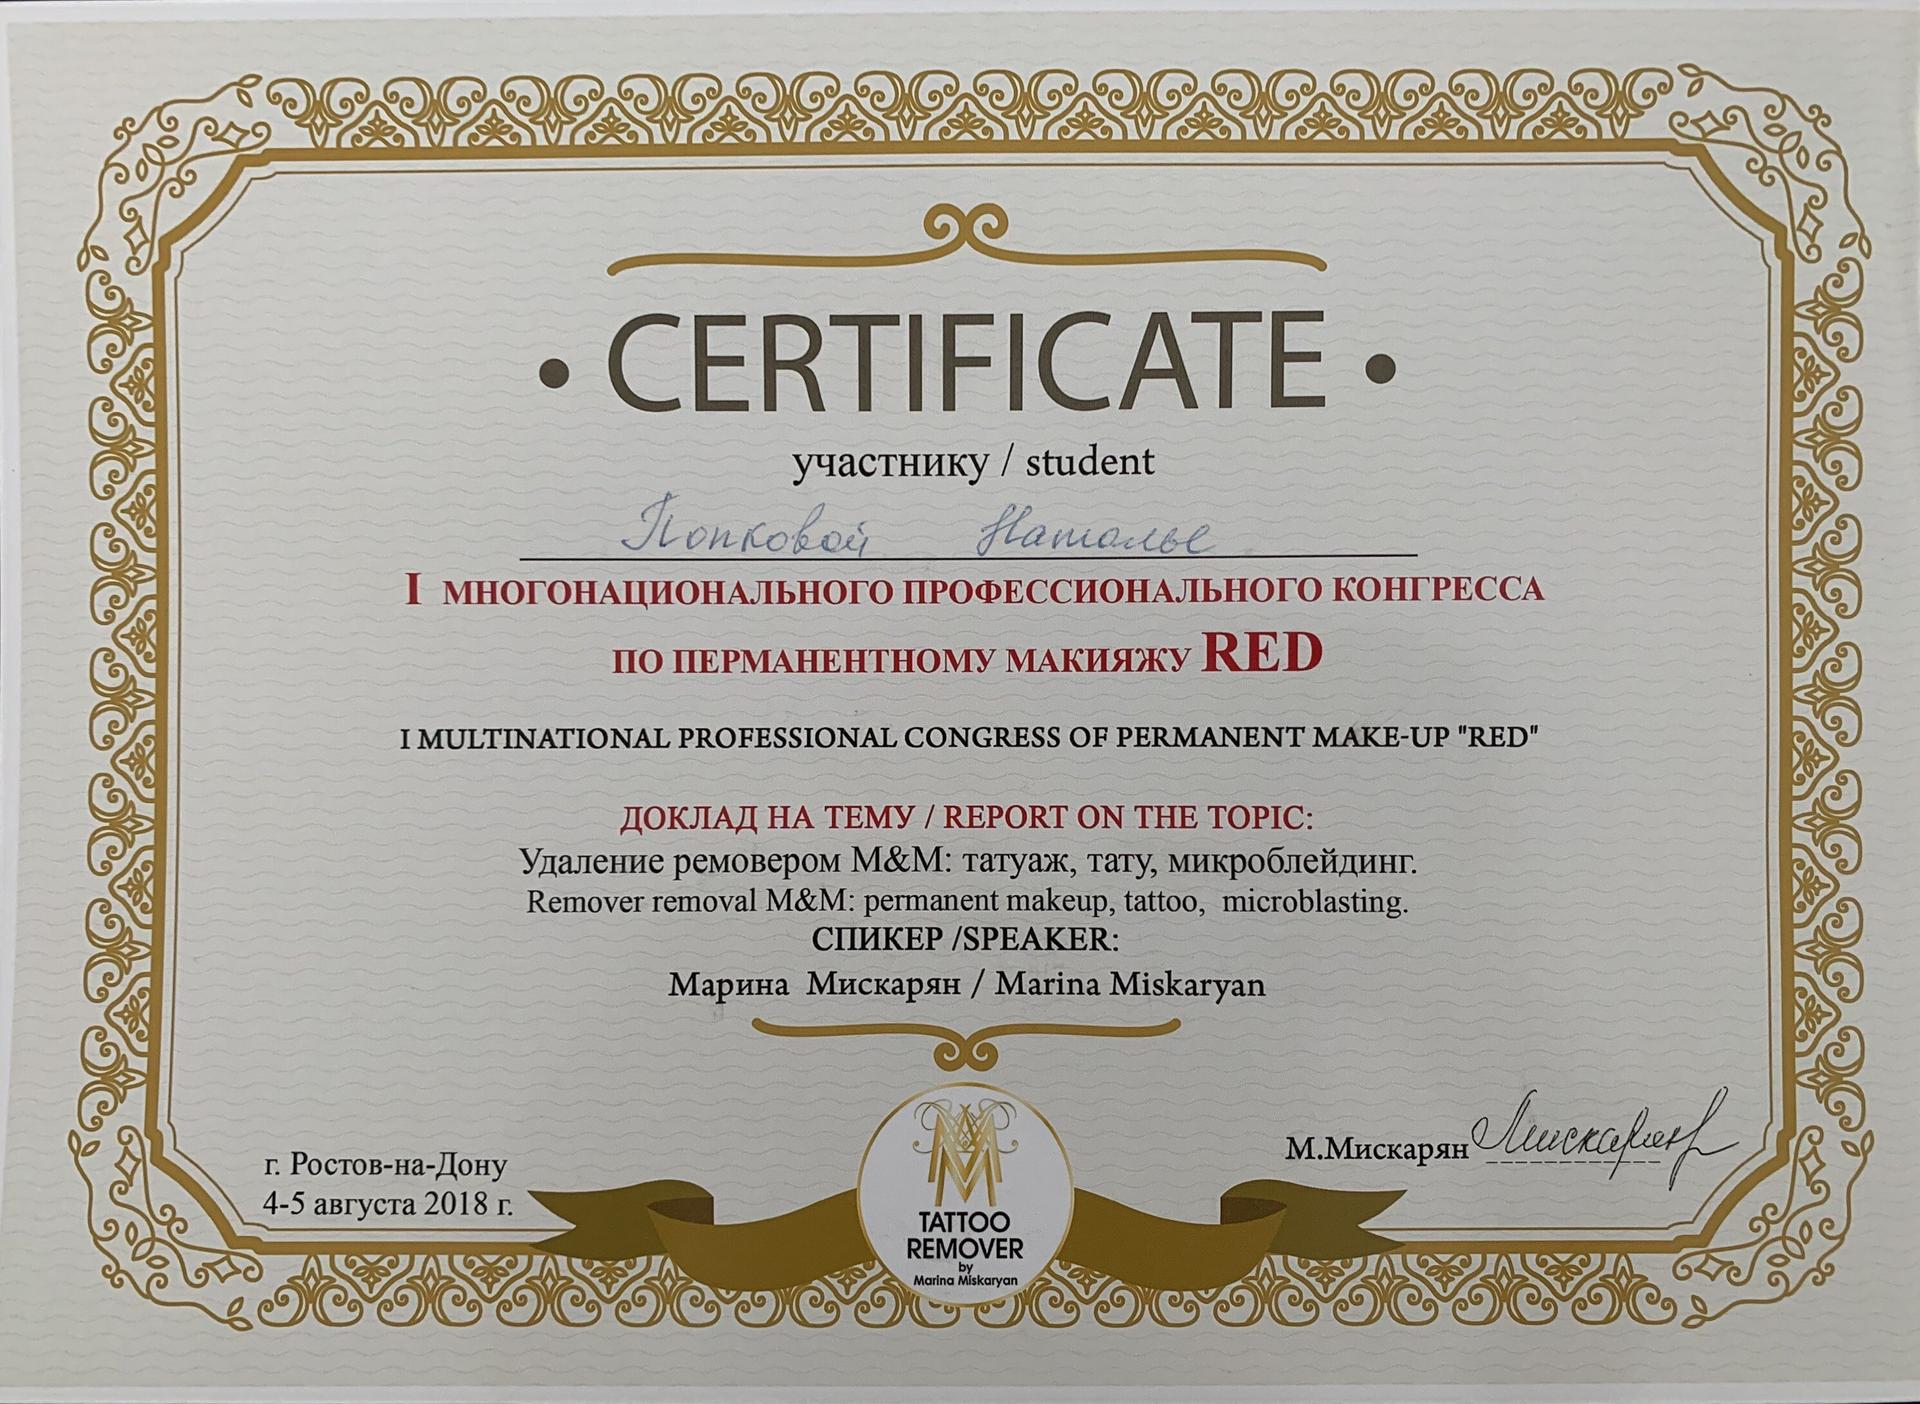 • CERTIFICATE •
участнику / student
Попковой Наталье
I МНОГОНАЦИОНАЛЬНОГО ПРОФЕССИОНАЛЬНОГО КОНГРЕССА
ПО ПЕРМАНЕНТНОМУ МАКИЯЖУ RED
I MULTINATIONAL PROFESSIONAL CONGRESS OF PERMANENT MAKE-UP "RED"
ДОКЛАД НА ТЕМУ / REPORT ON THE TOPIC:
Удаление ремовером M&M: татуаж, тату, микроблейдинг.
Remover removal M&M: permanent makeup, tattoo, microblasting.
СПИКЕР /SPEAKER:
Марина Мискарян / Marina Miskaryan
М.Мискарян Мискарян
г. Ростов-на-Дону
4-5 августа 2018 г.
TATTOO
REMOVER
by
Marina Miskaryan